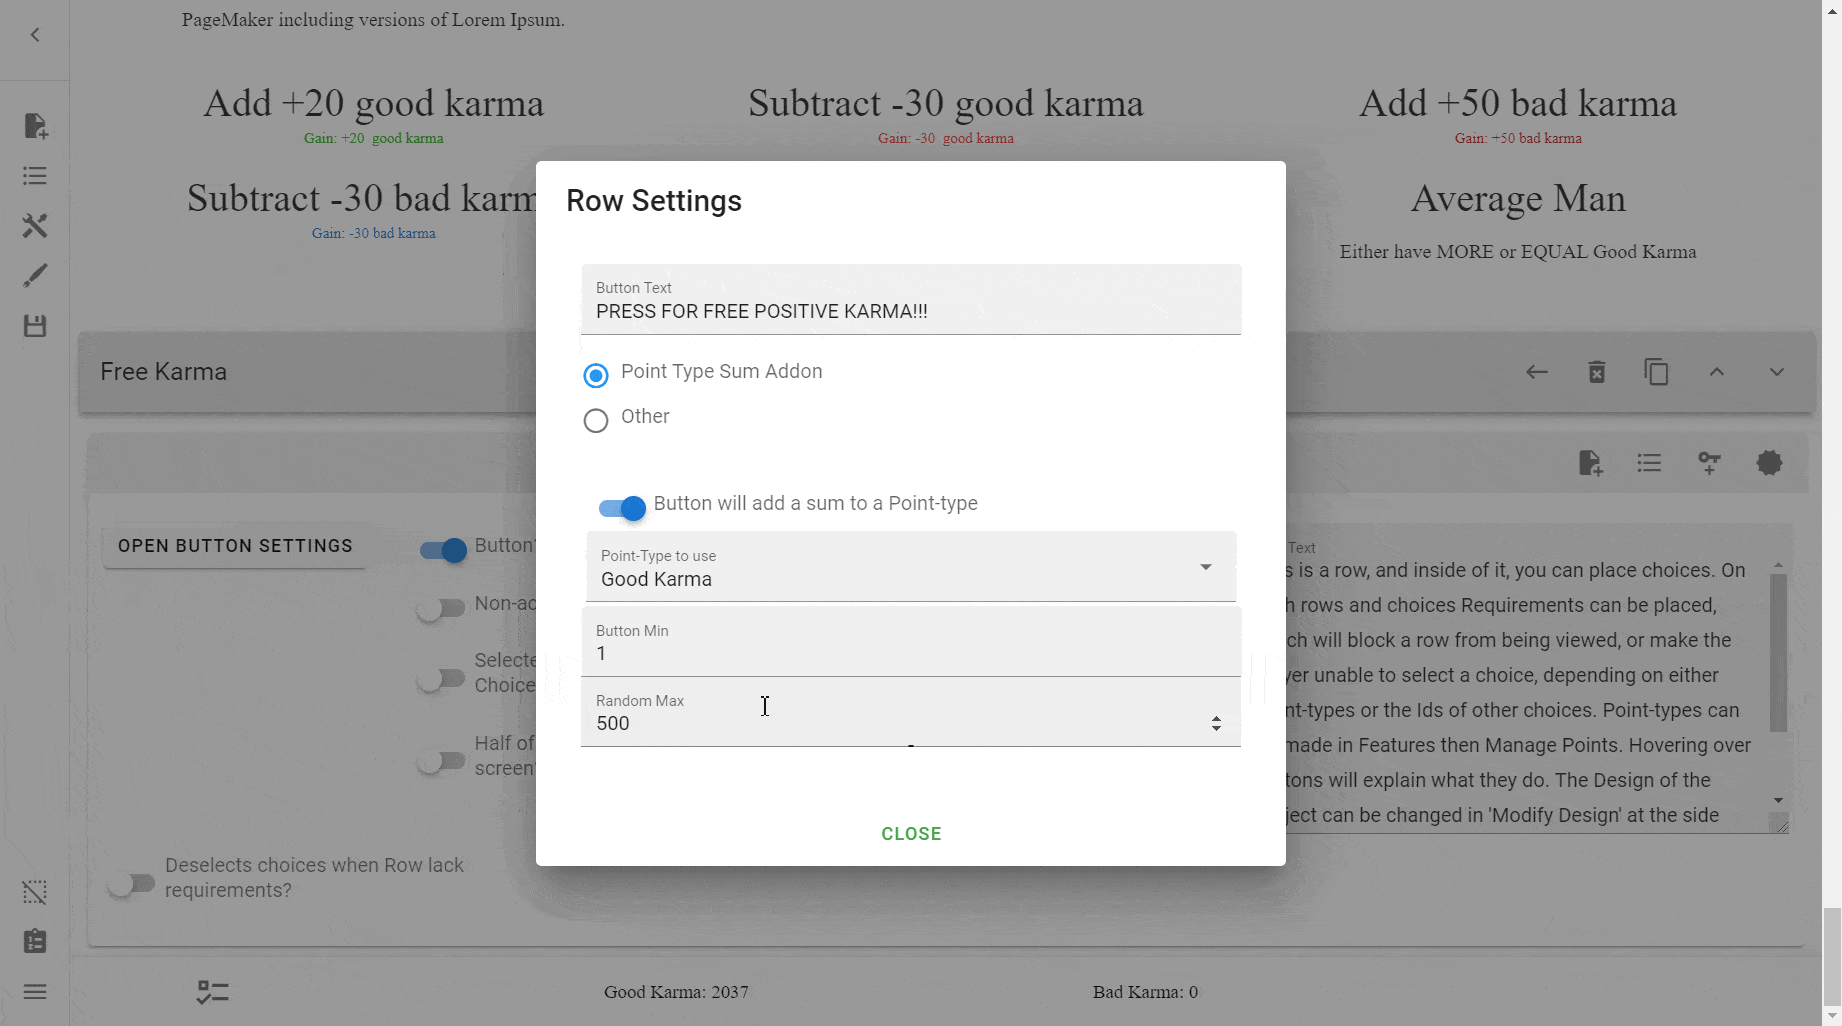 PageMaker including versions of Lorem Ipsum.
Add +20 good karma
Gain: +20 good karma
Subtract -30 good karma
Gain: -30 good karma
Add +50 bad karma
Gain: +50 bad karma
Subtract -30 bad karm
Gain: -30 bad karma
Average Man
Either have MORE or EQUAL Good Karma
Free Karma
Row Settings
Button Text
PRESS FOR FREE POSITIVE KARMA!!!
Point Type Sum Addon
Other
Button will add a sum to a Point-type
Point-Type to use
Good Karma
Button Min
1
Random Max
500
CLOSE
OPEN BUTTON SETTINGS
Button?
Non-ac
Selecte
Choice
Half of
screen?
Deselects choices when Row lack
requirements?
Text
s is a row, and inside of it, you can place choices. On
h rows and choices Requirements can be placed,
ch will block a row from being viewed, or make the
yer unable to select a choice, depending on either
nt-types or the Ids of other choices. Point-types can
made in Features then Manage Points. Hovering over
tons will explain what they do. The Design of the
ject can be changed in 'Modify Design' at the side
Good Karma: 2037
Bad Karma: 0